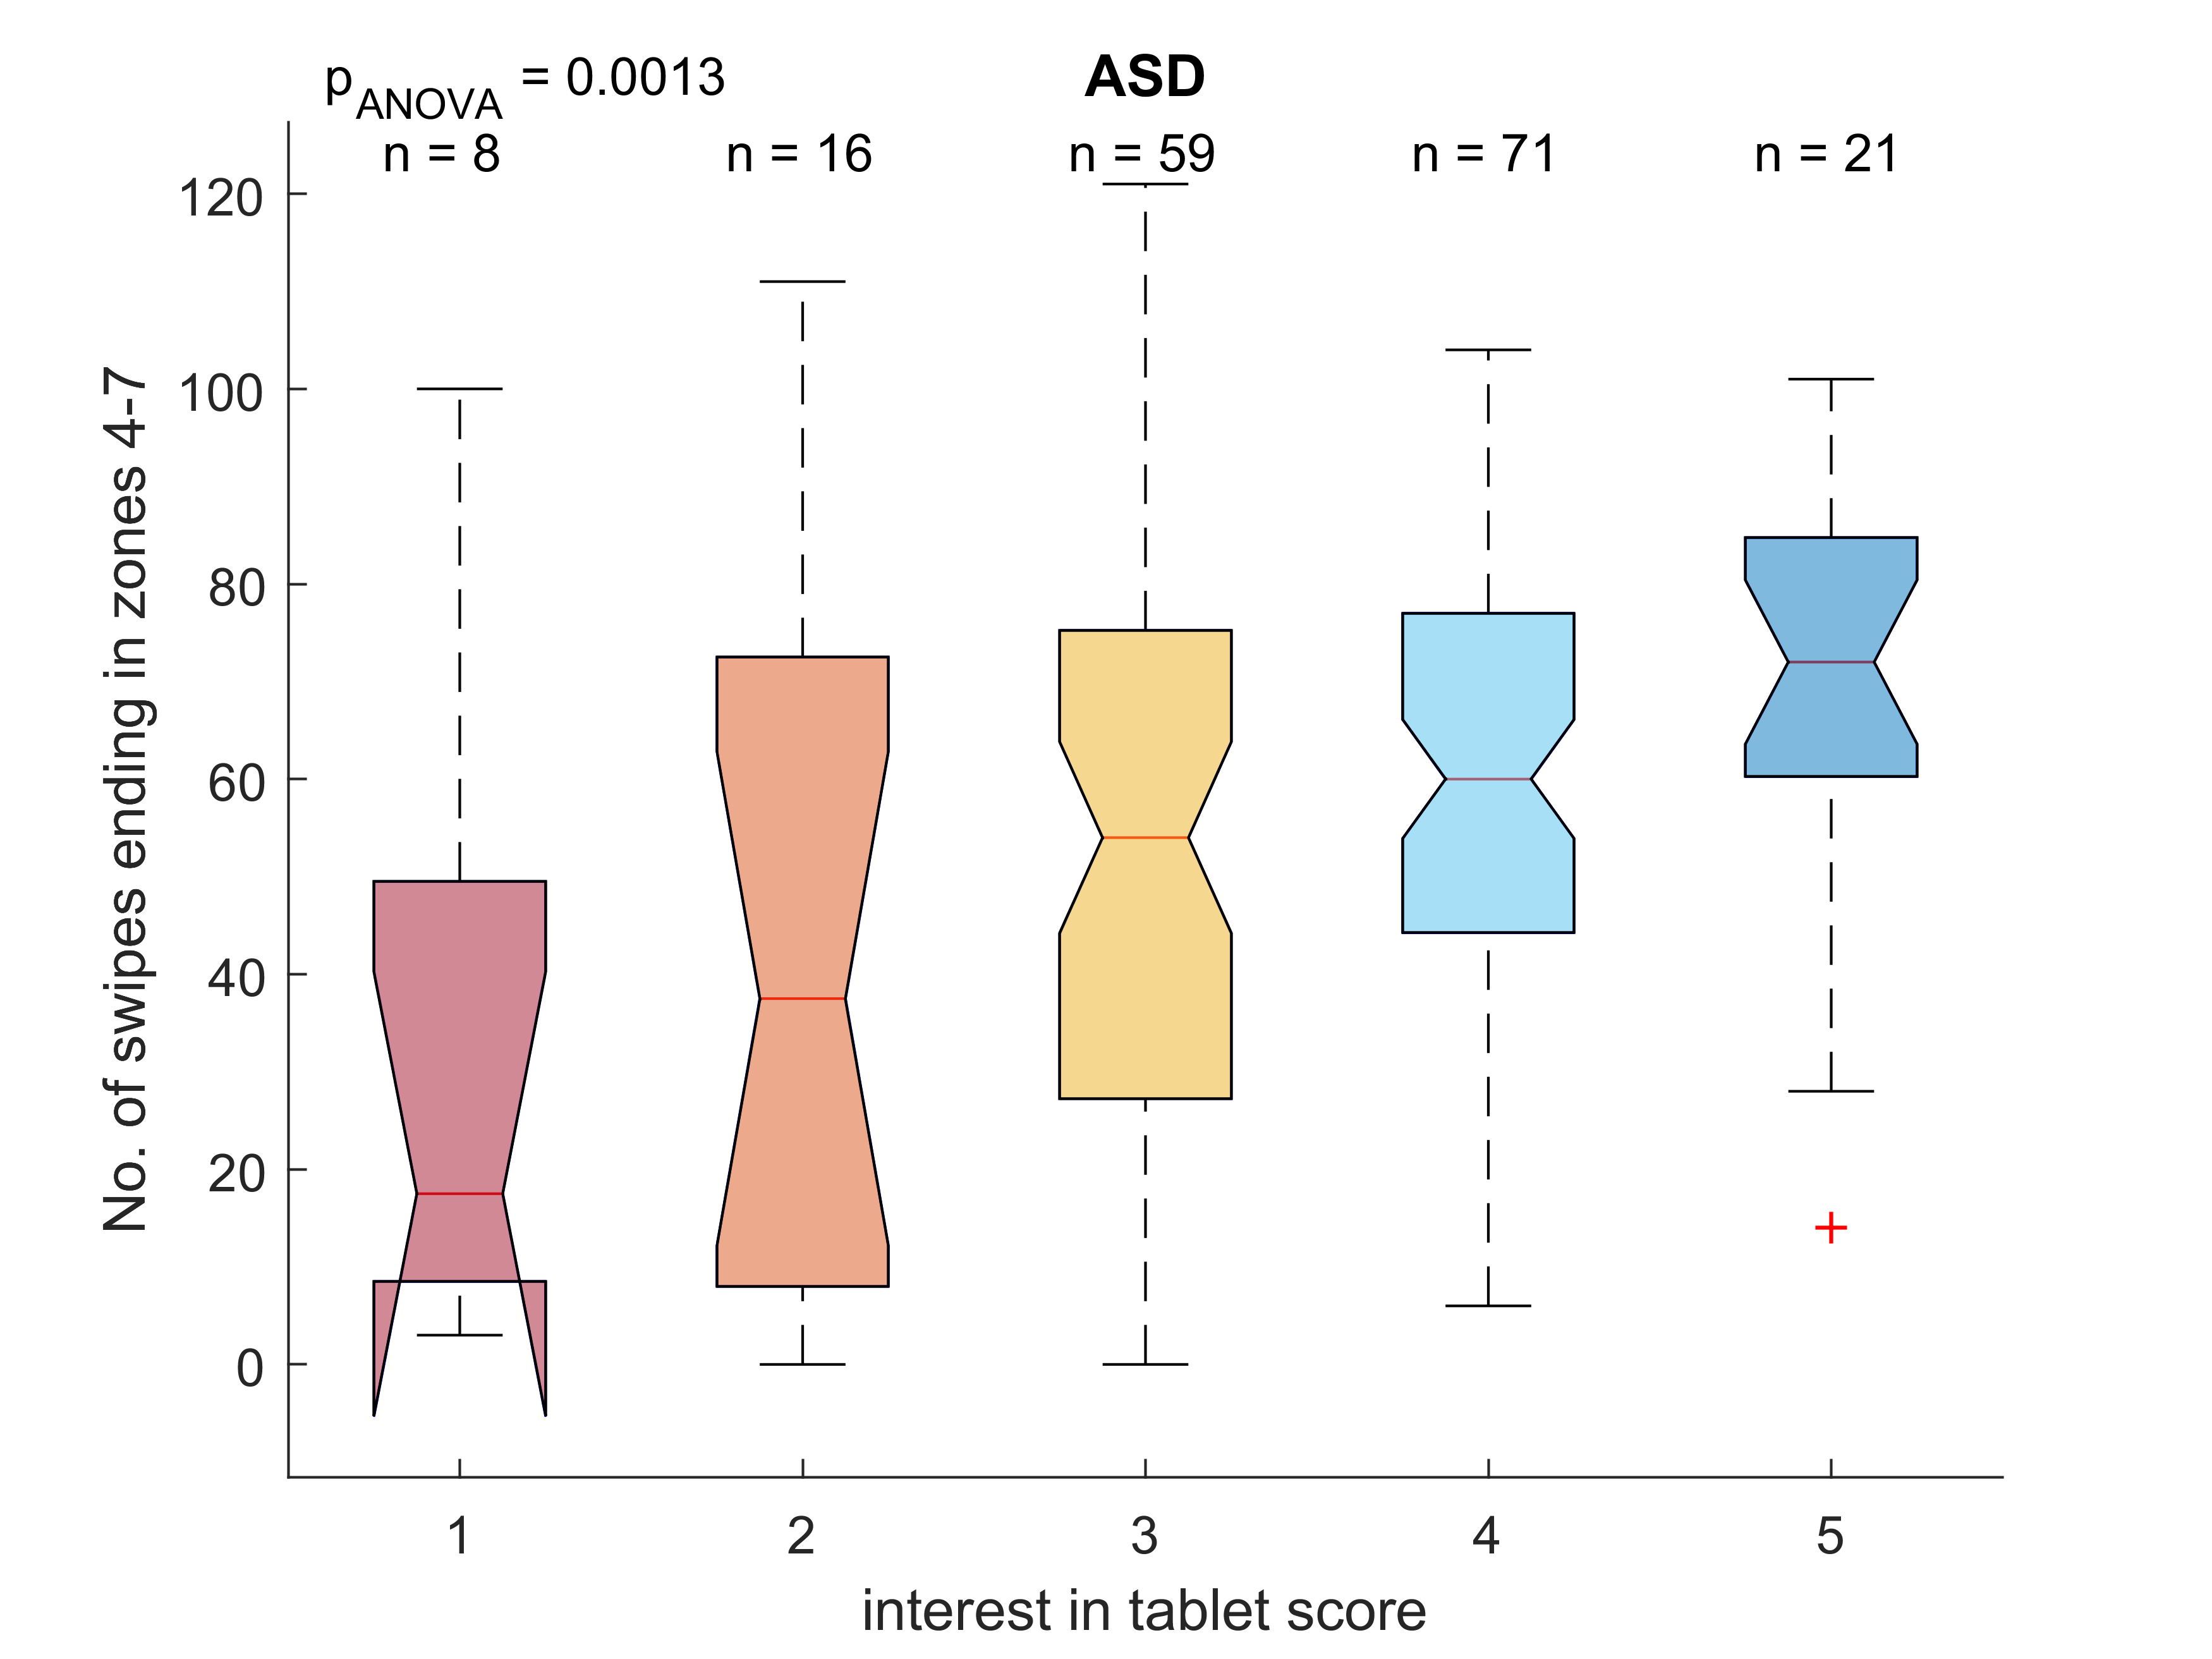 p_ANOVA = 0.0013
ASD
n = 8
n = 16
n = 59
n = 71
n = 21
120
100
80
60
40
20
0
No. of swipes ending in zones 4-7
1
2
3
4
5
interest in tablet score